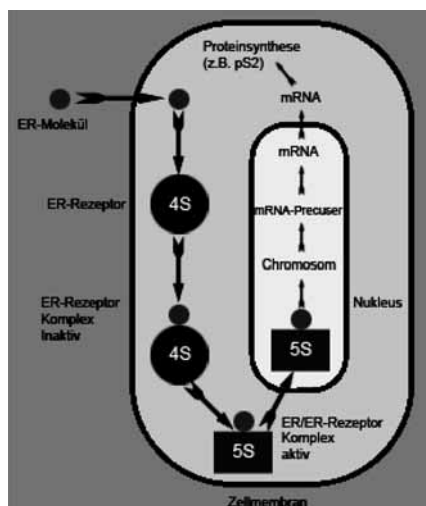 Proteinsynthese
(z.B. pS2)
mRNA
ER-Molekül
mRNA
ER-Rezeptor
4S
mRNA-Precuser
Chromosom
ER-Rezeptor
Komplex
Inaktiv
Nukleus
4S
5S
ER/ER-Rezeptor
Komplex
aktiv
5S
Zellmembran